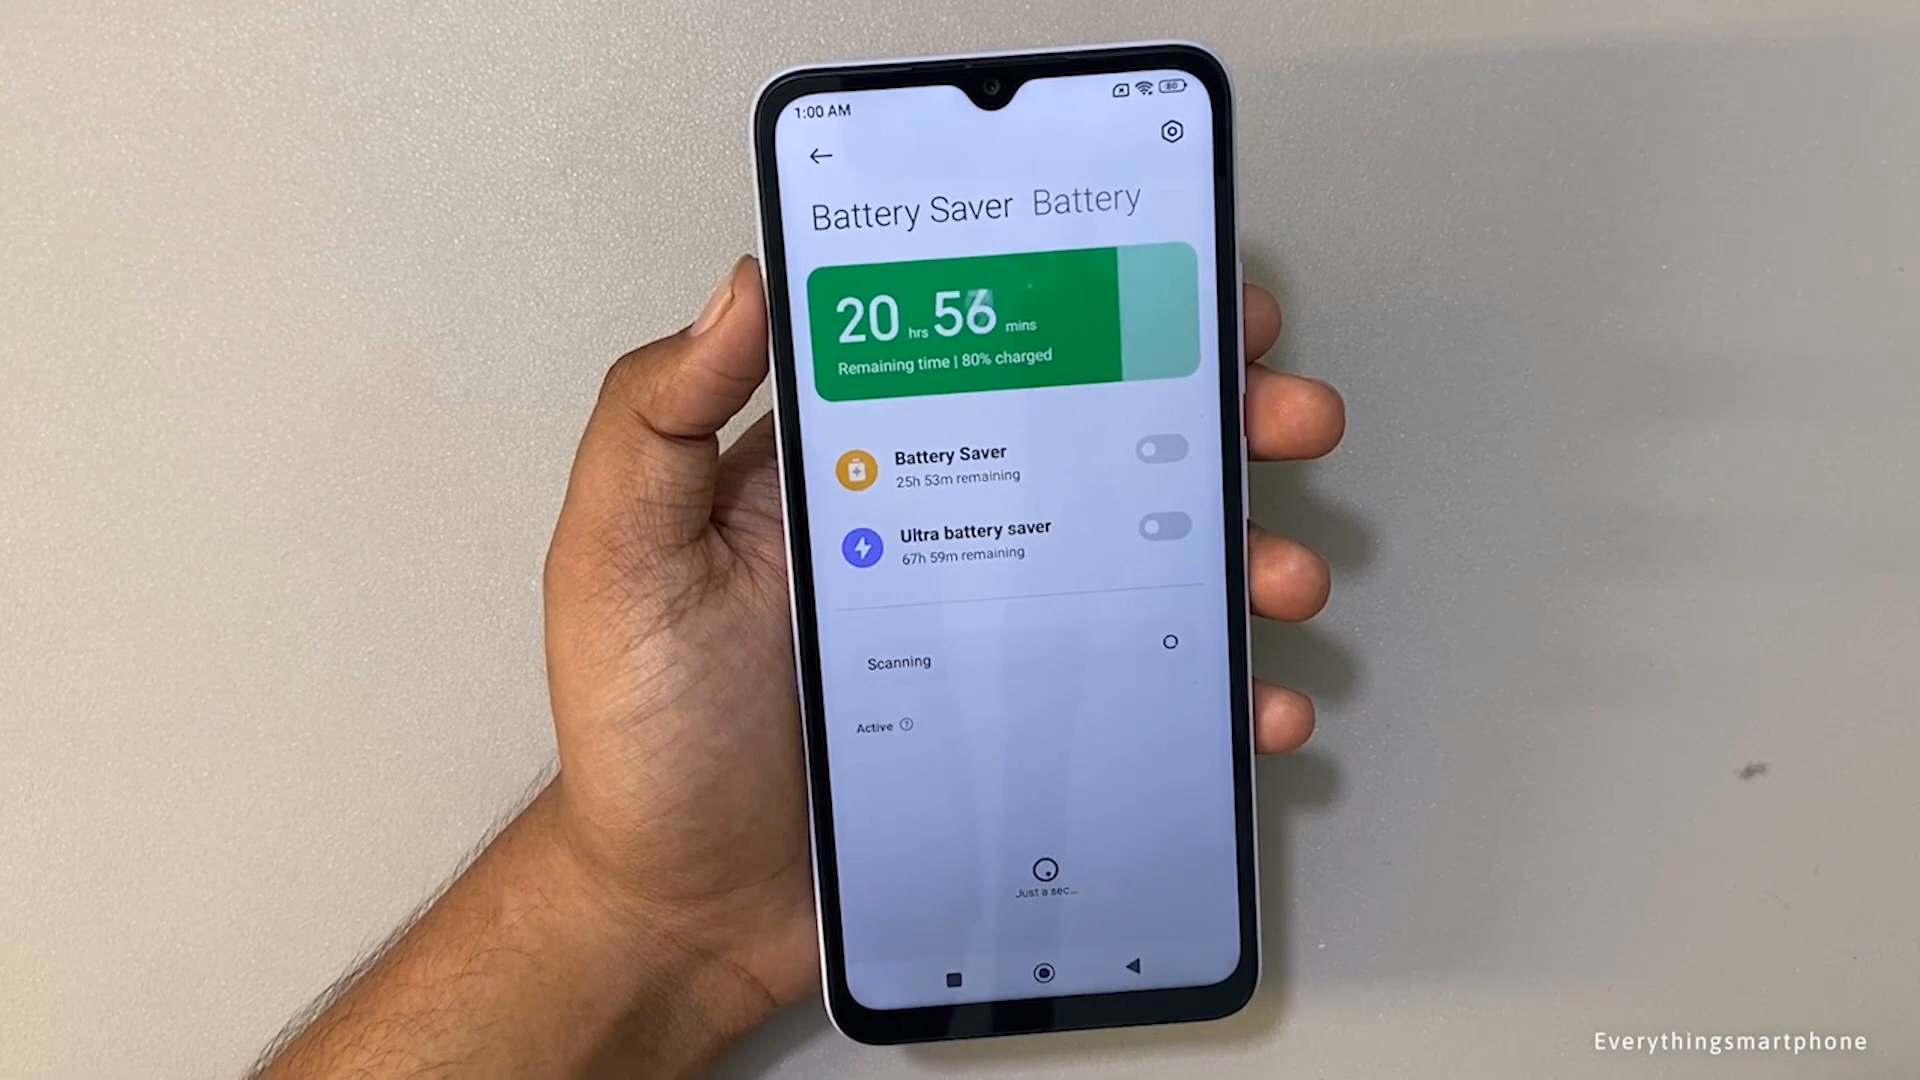 1:00 AM
80
Battery Saver Battery
20 hrs 56 mins
Remaining time | 80% charged
Battery Saver
25h 53m remaining
Ultra battery saver
67h 59m remaining
Scanning
Active ?
Just a sec...
Everythingsmartphone